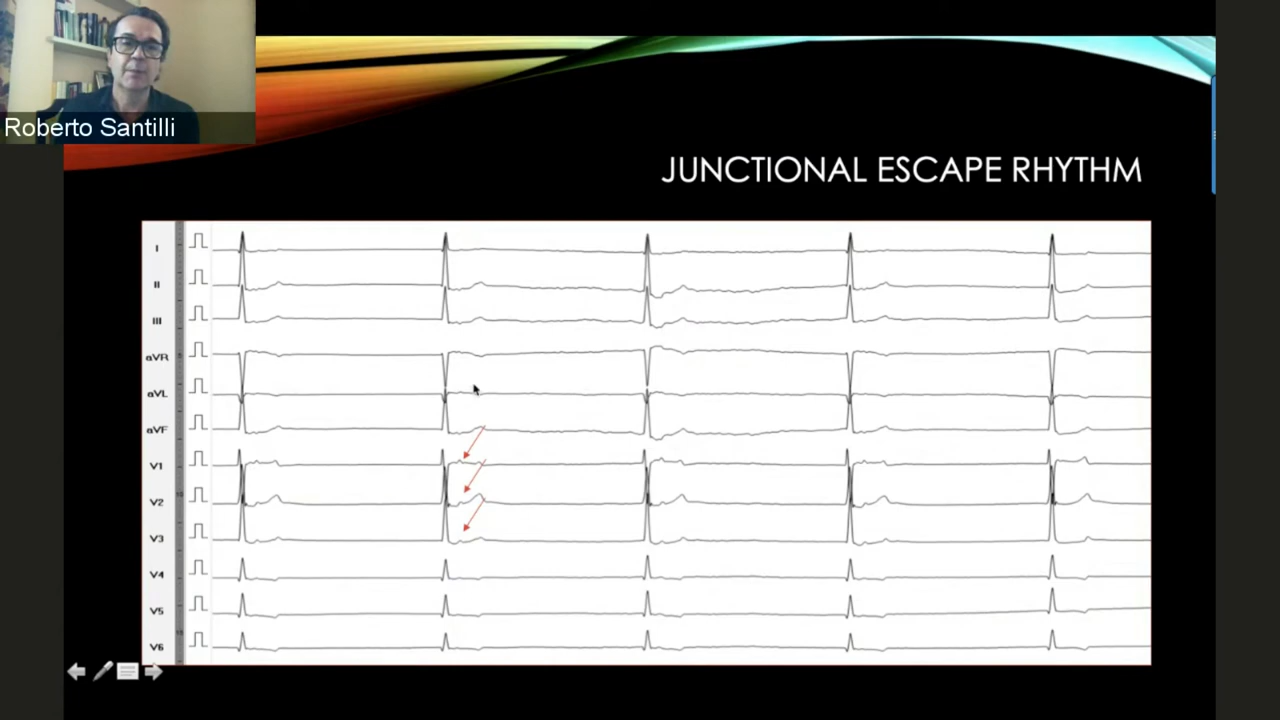 Roberto Santilli
JUNCTIONAL ESCAPE RHYTHM
I
II
III
aVR
aVL
aVF
V1
V2
V3
V4
V5
V6